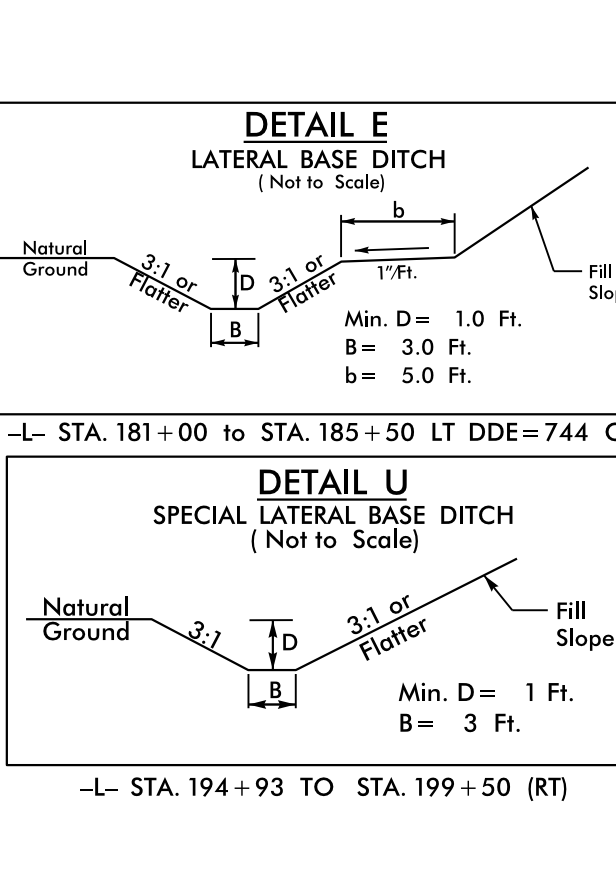 DETAIL E
LATERAL BASE DITCH
( Not to Scale)
b
Natural
Ground
3:1 or
Flatter
D
3:1 or
Flatter
1"/Ft.
Fill
B
Min. D = 1.0 Ft.
B = 3.0 Ft.
b = 5.0 Ft.
–L– STA. 181+00 to STA. 185+50 LT DDE=744
DETAIL U
SPECIAL LATERAL BASE DITCH
( Not to Scale)
Natural
Ground
3:1
D
3:1 or
Flatter
Fill
Slope
B
Min. D = 1 Ft.
B = 3 Ft.
–L– STA. 194+93 TO STA. 199+50 (RT)